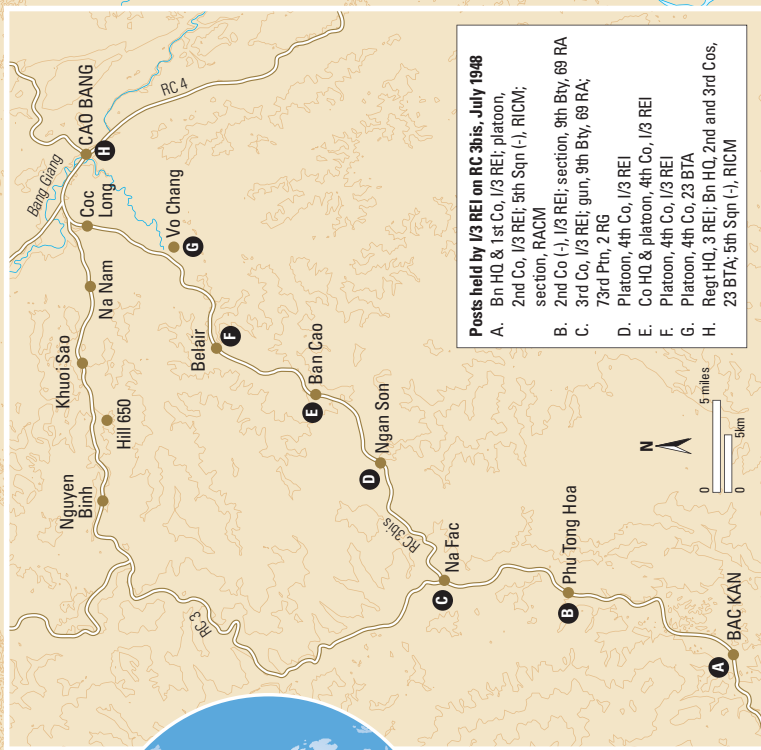 CAO BANG
H
RC 4
Bang Giang
Coc
Long
Vo Chang
G
Na Nam
Belair
F
Khuoi Sao
Hill 650
Ban Cao
E
Nguyen
Binh
Ngan Son
D
RC 3bis
Na Fac
C
RC 3
Phu Tong Hoa
B
BAC KAN
A
N
0
5 miles
0
5km
Posts held by I/3 REI on RC 3bis, July 1948
A. Bn HQ & 1st Co, I/3 REI; platoon,
2nd Co, I/3 REI; 5th Sqn (-), RICM;
section, RACM
B. 2nd Co (-), I/3 REI; section, 9th Bty, 69 RA
C. 3rd Co, I/3 REI; gun, 9th Bty, 69 RA;
73rd Ptn, 2 RG
D. Platoon, 4th Co, I/3 REI
E. Co HQ & platoon, 4th Co, I/3 REI
F. Platoon, 4th Co, I/3 REI
G. Platoon, 4th Co, 23 BTA
H. Regt HQ, 3 REI; Bn HQ, 2nd and 3rd Cos,
23 BTA; 5th Sqn (-), RICM